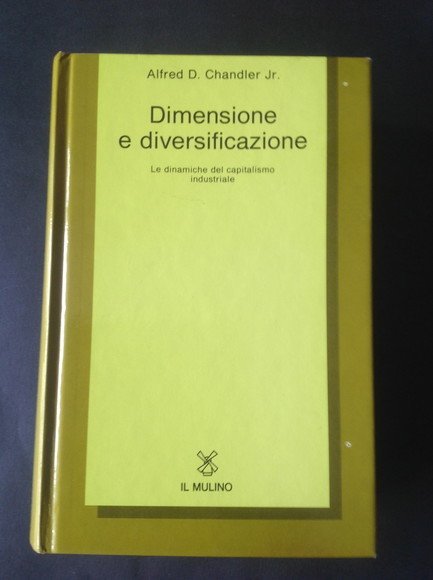 Alfred D. Chandler Jr.
Dimensione
e diversificazione
Le dinamiche del capitalismo
industriale
IL MULINO